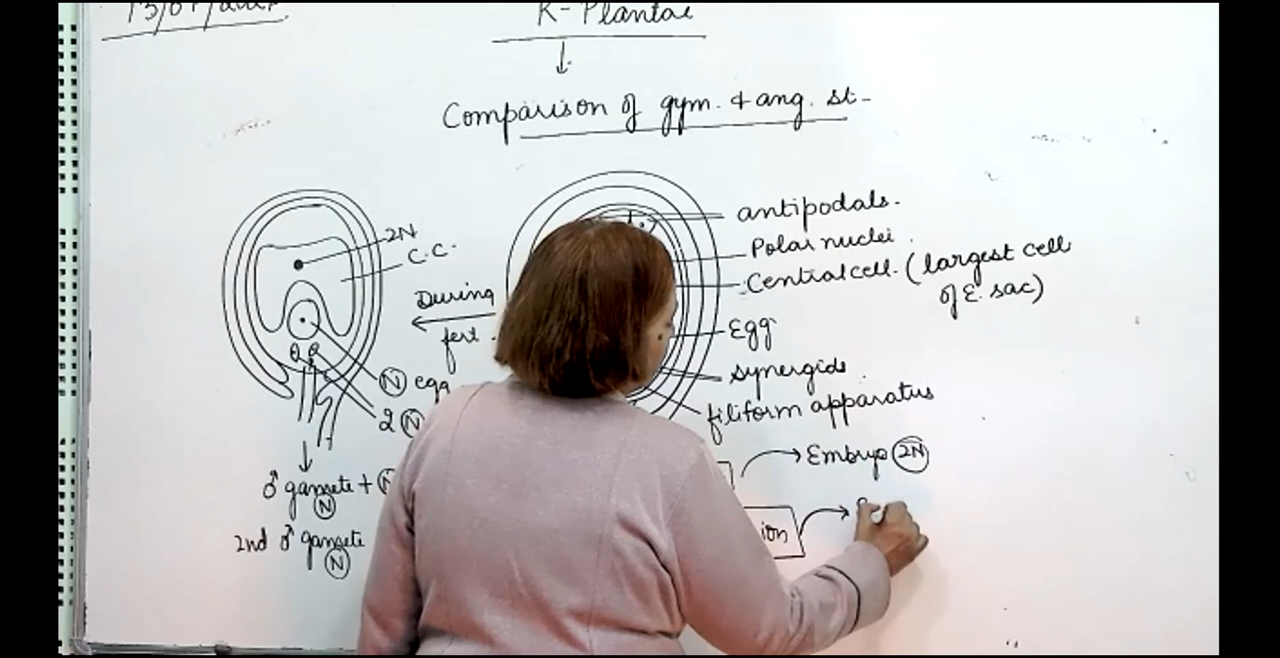 K- Plantae
Comparison of gym. + ang. st-
2N
C.C.
During
fert.
N egg
2 N
♂ gamete + N
N
2nd ♂ gamete
N
antipodals.
Polar nuclei.
Central cell. (largest cell
of E. sac)
Egg
synergids.
filiform apparatus
Embryo 2N
ion